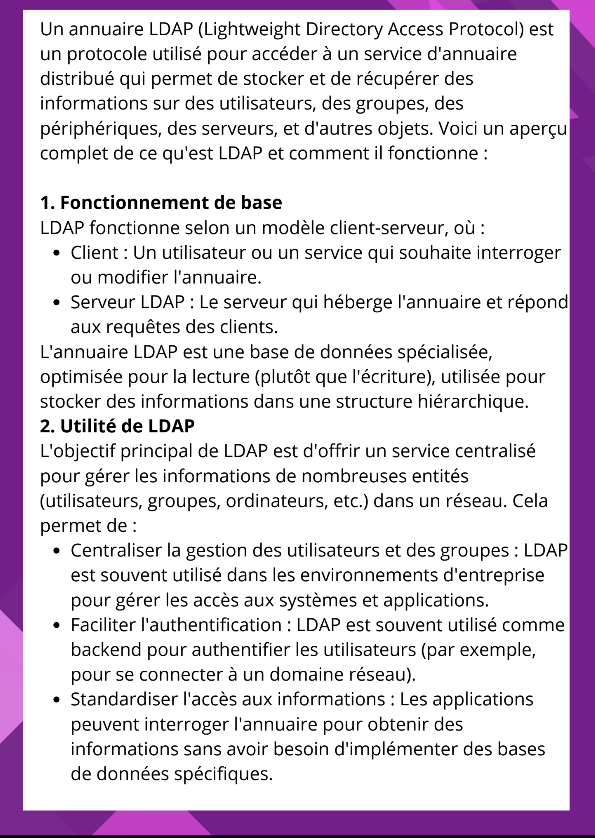 Un annuaire LDAP (Lightweight Directory Access Protocol) est
un protocole utilisé pour accéder à un service d'annuaire
distribué qui permet de stocker et de récupérer des
informations sur des utilisateurs, des groupes, des
périphériques, des serveurs, et d'autres objets. Voici un aperçu
complet de ce qu'est LDAP et comment il fonctionne :
1. Fonctionnement de base
LDAP fonctionne selon un modèle client-serveur, où :
• Client : Un utilisateur ou un service qui souhaite interroger
ou modifier l'annuaire.
• Serveur LDAP : Le serveur qui héberge l'annuaire et répond
aux requêtes des clients.
L'annuaire LDAP est une base de données spécialisée,
optimisée pour la lecture (plutôt que l'écriture), utilisée pour
stocker des informations dans une structure hiérarchique.
2. Utilité de LDAP
L'objectif principal de LDAP est d'offrir un service centralisé
pour gérer les informations de nombreuses entités
(utilisateurs, groupes, ordinateurs, etc.) dans un réseau. Cela
permet de :
• Centraliser la gestion des utilisateurs et des groupes : LDAP
est souvent utilisé dans les environnements d'entreprise
pour gérer les accès aux systèmes et applications.
• Faciliter l'authentification : LDAP est souvent utilisé comme
backend pour authentifier les utilisateurs (par exemple,
pour se connecter à un domaine réseau).
• Standardiser l'accès aux informations : Les applications
peuvent interroger l'annuaire pour obtenir des
informations sans avoir besoin d'implémenter des bases
de données spécifiques.